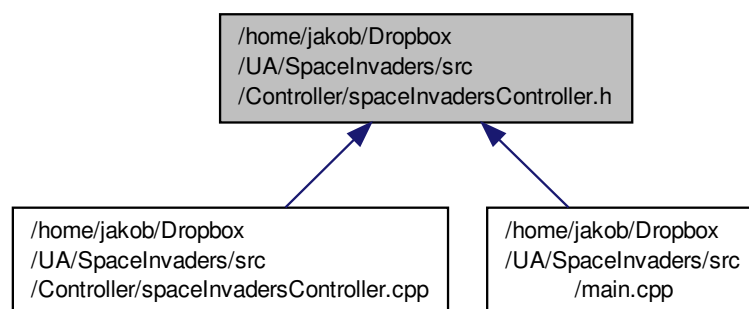 /home/jakob/Dropbox
/UA/SpaceInvaders/src
/Controller/spaceInvadersController.h
/home/jakob/Dropbox
/UA/SpaceInvaders/src
/Controller/spaceInvadersController.cpp
/home/jakob/Dropbox
/UA/SpaceInvaders/src
/main.cpp